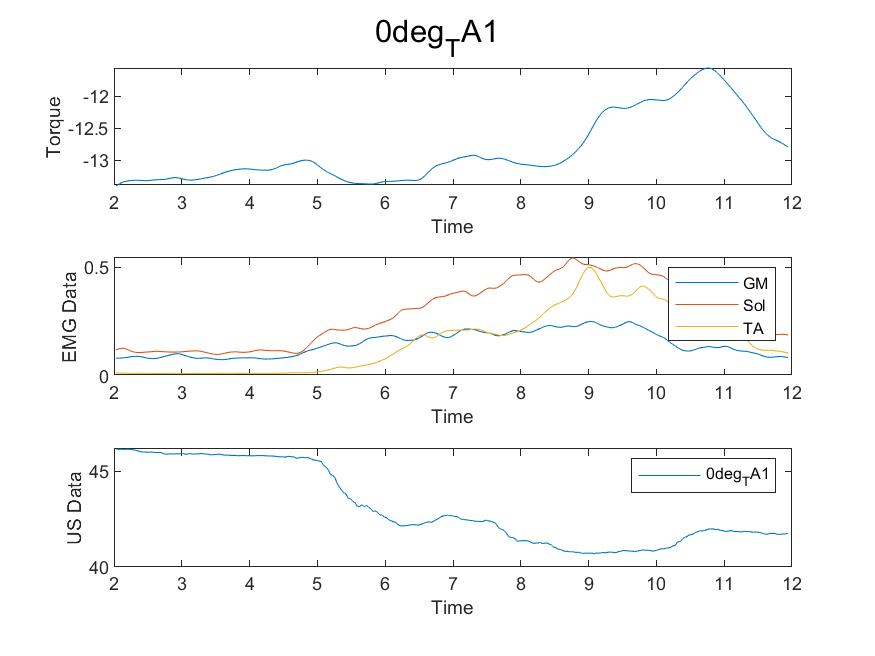 0deg_TA1
-12
-12.5
-13
Torque
2 3 4 5 6 7 8 9 10 11 12
Time
0.5
0
EMG Data
GM
Sol
TA
2 3 4 5 6 7 8 9 10 11 12
Time
45
40
US Data
0deg_TA1
2 3 4 5 6 7 8 9 10 11 12
Time